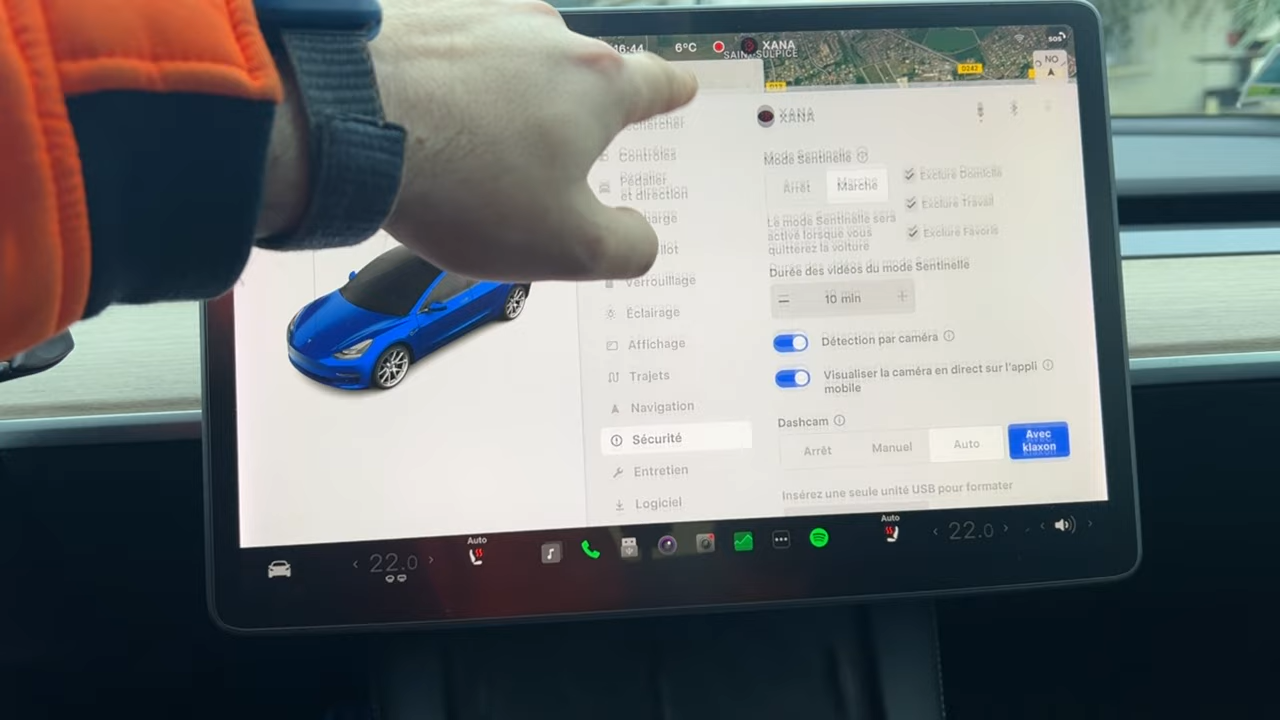 16:44
6°C
XANA
SAINT-SULPICE
D242
NO
SOS
Contrôles
Pédalier
et direction
Verrouillage
Éclairage
Affichage
Trajets
Navigation
Sécurité
Entretien
Logiciel
XANA
Mode Sentinelle
Arrêt
Marche
Exclure Domicile
Exclure Travail
Exclure Favoris
Le mode Sentinelle sera
activé lorsque vous
quitterez la voiture
Durée des vidéos du mode Sentinelle
10 min
Détection par caméra
Visualiser la caméra en direct sur l'appli
mobile
Dashcam
Arrêt
Manuel
Auto
Avec
klaxon
Insérez une seule unité USB pour formater
22.0
Auto
Auto
22.0